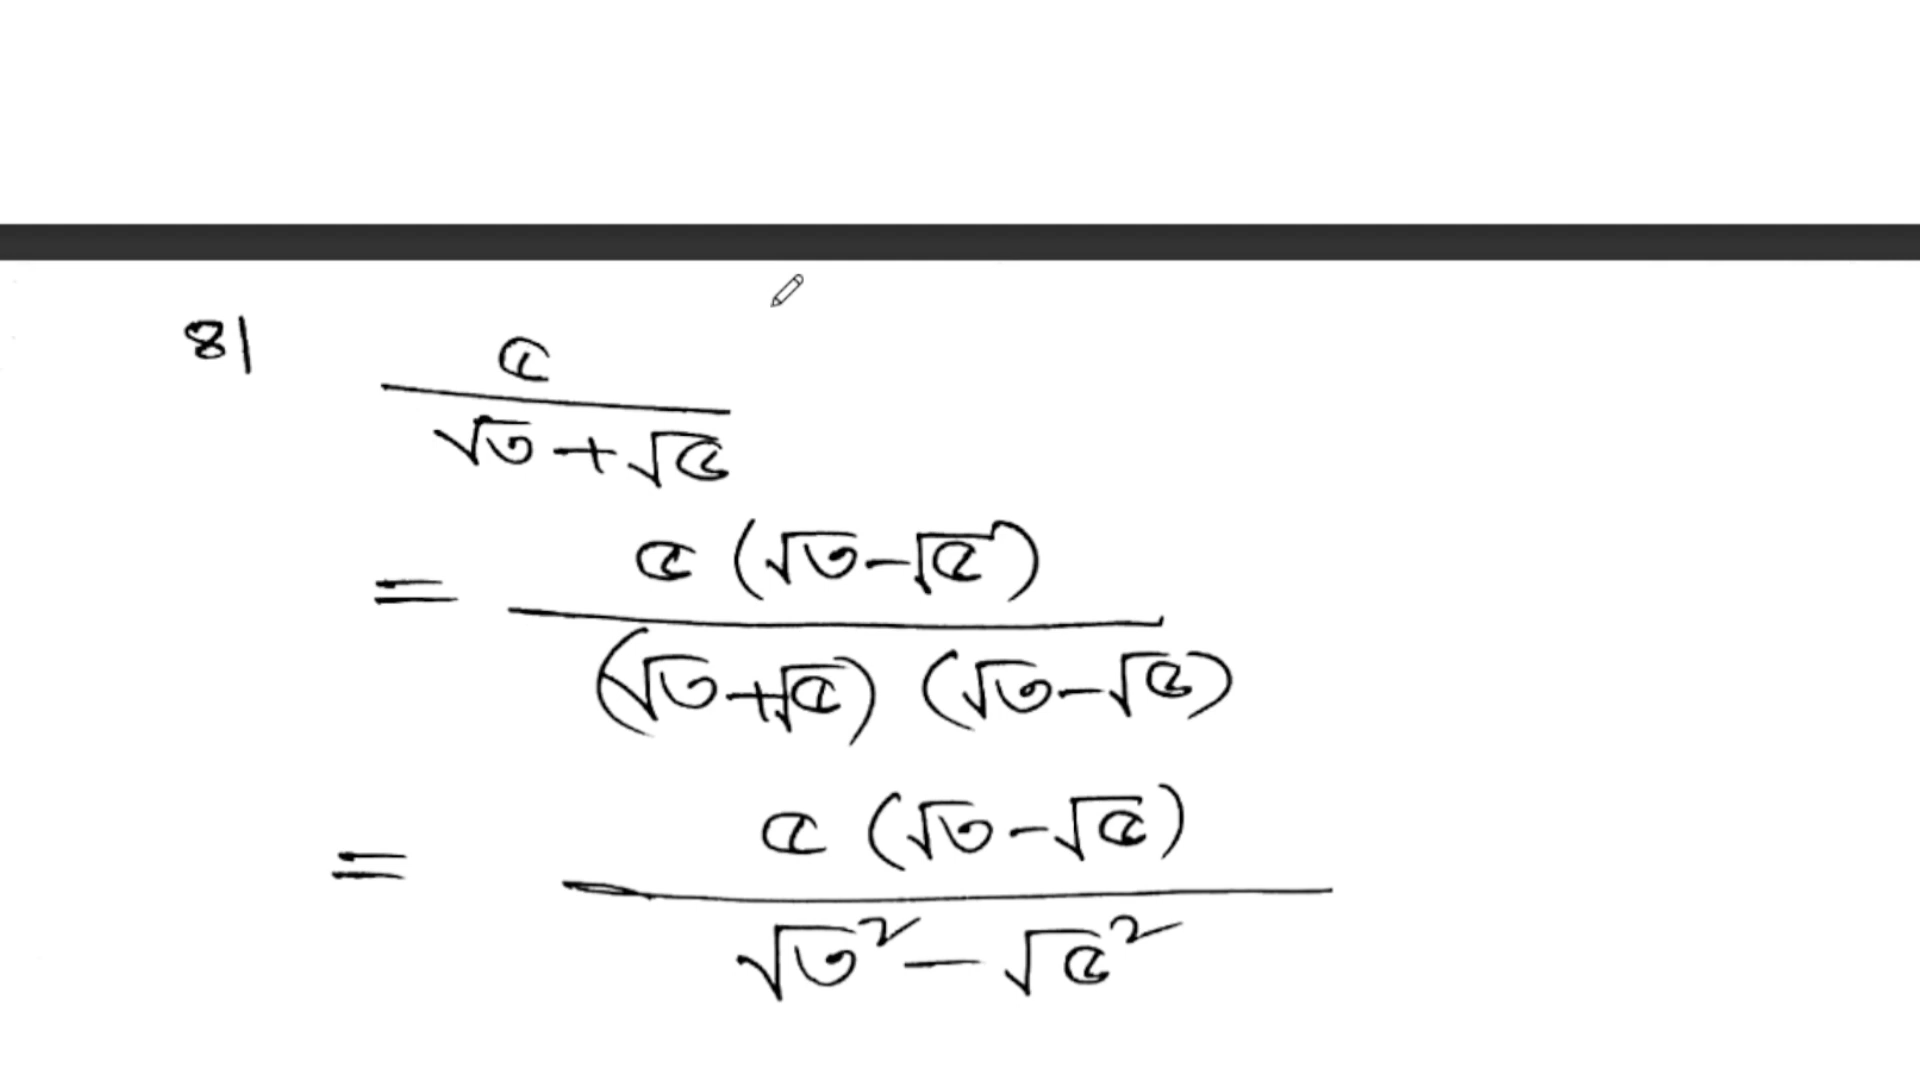 ৪।
৫ / (√৩ + √৫)
= ৫ (√৩ - √৫) / (√৩ + √৫) (√৩ - √৫)
= ৫ (√৩ - √৫) / √৩² - √৫²